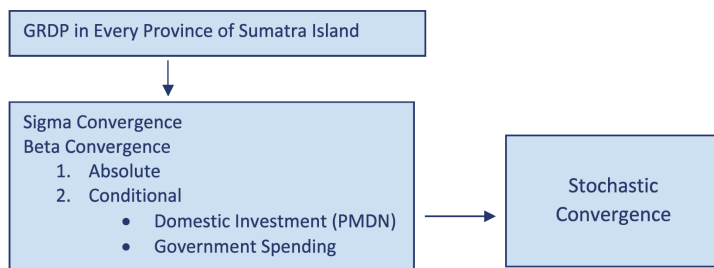 GRDP in Every Province of Sumatra Island
Sigma Convergence
Beta Convergence
1. Absolute
2. Conditional
• Domestic Investment (PMDN)
• Government Spending
Stochastic
Convergence